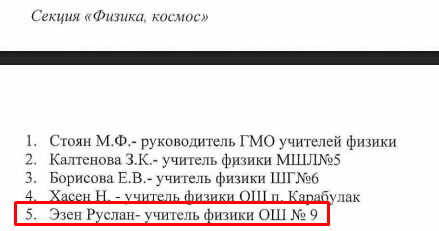 Секция «Физика, космос»
1. Стоян М.Ф.- руководитель ГМО учителей физики
2. Калтенова З.К.- учитель физики МШЛ№5
3. Борисова Е.В.- учитель физики ШГ№6
4. Хасен Н. - учитель физики ОШ п. Карабулак
5. Эзен Руслан- учитель физики ОШ № 9